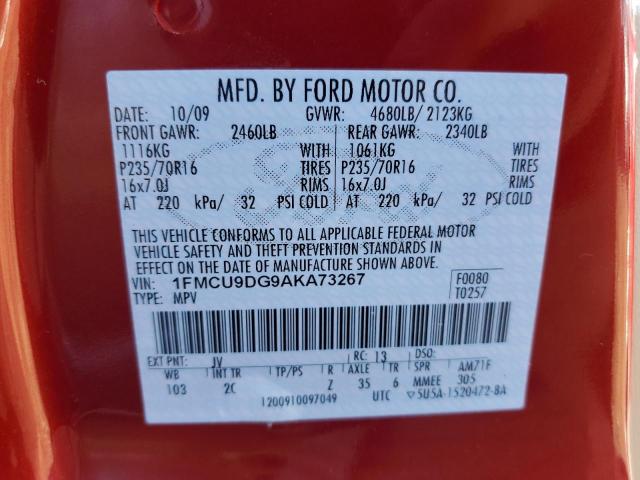 MFD. BY FORD MOTOR CO.
DATE: 10/09 GVWR: 4680LB/ 2123KG
FRONT GAWR: 2460LB REAR GAWR: 2340LB
1116KG WITH 1061KG WITH
P235/70R16 TIRES P235/70R16 TIRES
16x7.0J RIMS 16x7.0J RIMS
AT 220 kPa/ 32 PSI COLD AT 220 kPa/ 32 PSI COLD
THIS VEHICLE CONFORMS TO ALL APPLICABLE FEDERAL MOTOR
VEHICLE SAFETY AND THEFT PREVENTION STANDARDS IN
EFFECT ON THE DATE OF MANUFACTURE SHOWN ABOVE.
VIN: 1FMCU9DG9AKA73267 F0080
TYPE: MPV T0257
EXT PNT: JV RC: 13 DSO:
WB INT TR TP/PS R AXLE TR SPR AM71F
103 2C Z 35 6 MMEE 305
1200910097049 UTC ▽5U5A-1520472-BA